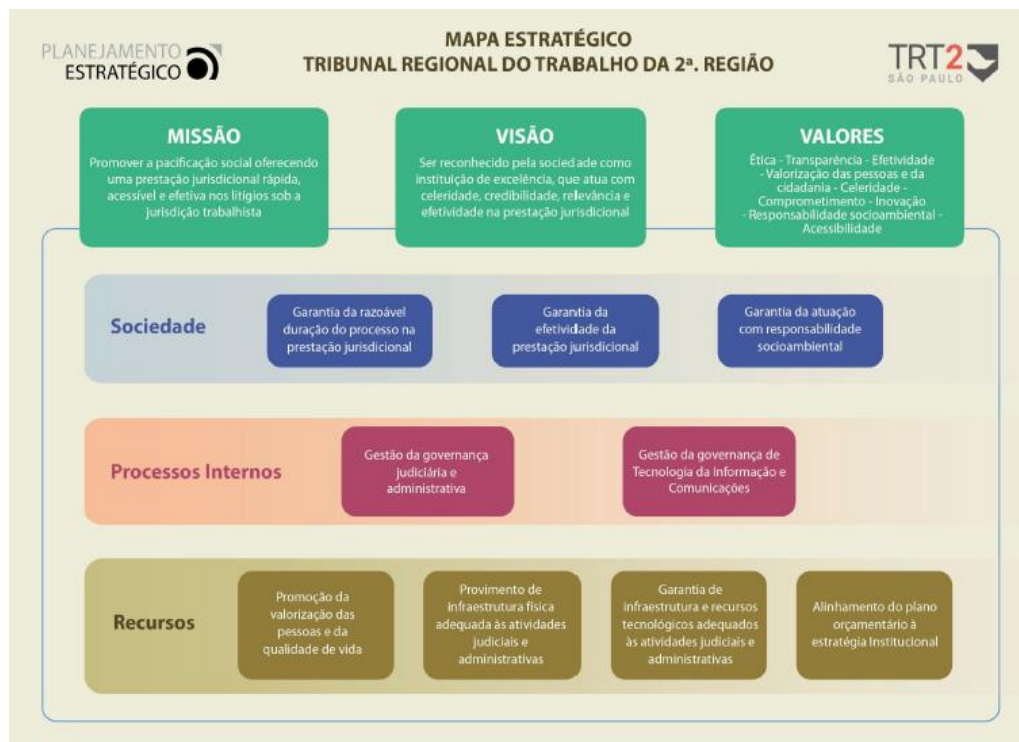 PLANEJAMENTO
ESTRATÉGICO
MAPA ESTRATÉGICO
TRIBUNAL REGIONAL DO TRABALHO DA 2ª. REGIÃO
TRT2
SÃO PAULO
MISSÃO
Promover a pacificação social oferecendo
uma prestação jurisdicional rápida,
acessível e efetiva nos litígios sob a
jurisdição trabalhista
VISÃO
Ser reconhecido pela sociedade como
instituição de excelência, que atua com
celeridade, credibilidade, relevância e
efetividade na prestação jurisdicional
VALORES
Ética - Transparência - Efetividade
- Valorização das pessoas e da
cidadania - Celeridade -
Comprometimento - Inovação
- Responsabilidade socioambiental -
Acessibilidade
Sociedade
Garantia da razoável
duração do processo na
prestação jurisdicional
Garantia da
efetividade da
prestação jurisdicional
Garantia da atuação
com responsabilidade
socioambiental
Processos Internos
Gestão da governança
judiciária e
administrativa
Gestão da governança de
Tecnologia da Informação e
Comunicações
Recursos
Promoção da
valorização das
pessoas e da
qualidade de vida
Provimento de
infraestrutura física
adequada às atividades
judiciais e
administrativas
Garantia de
infraestrutura e recursos
tecnológicos adequados
às atividades judiciais e
administrativas
Alinhamento do plano
orçamentário à
estratégia Institucional